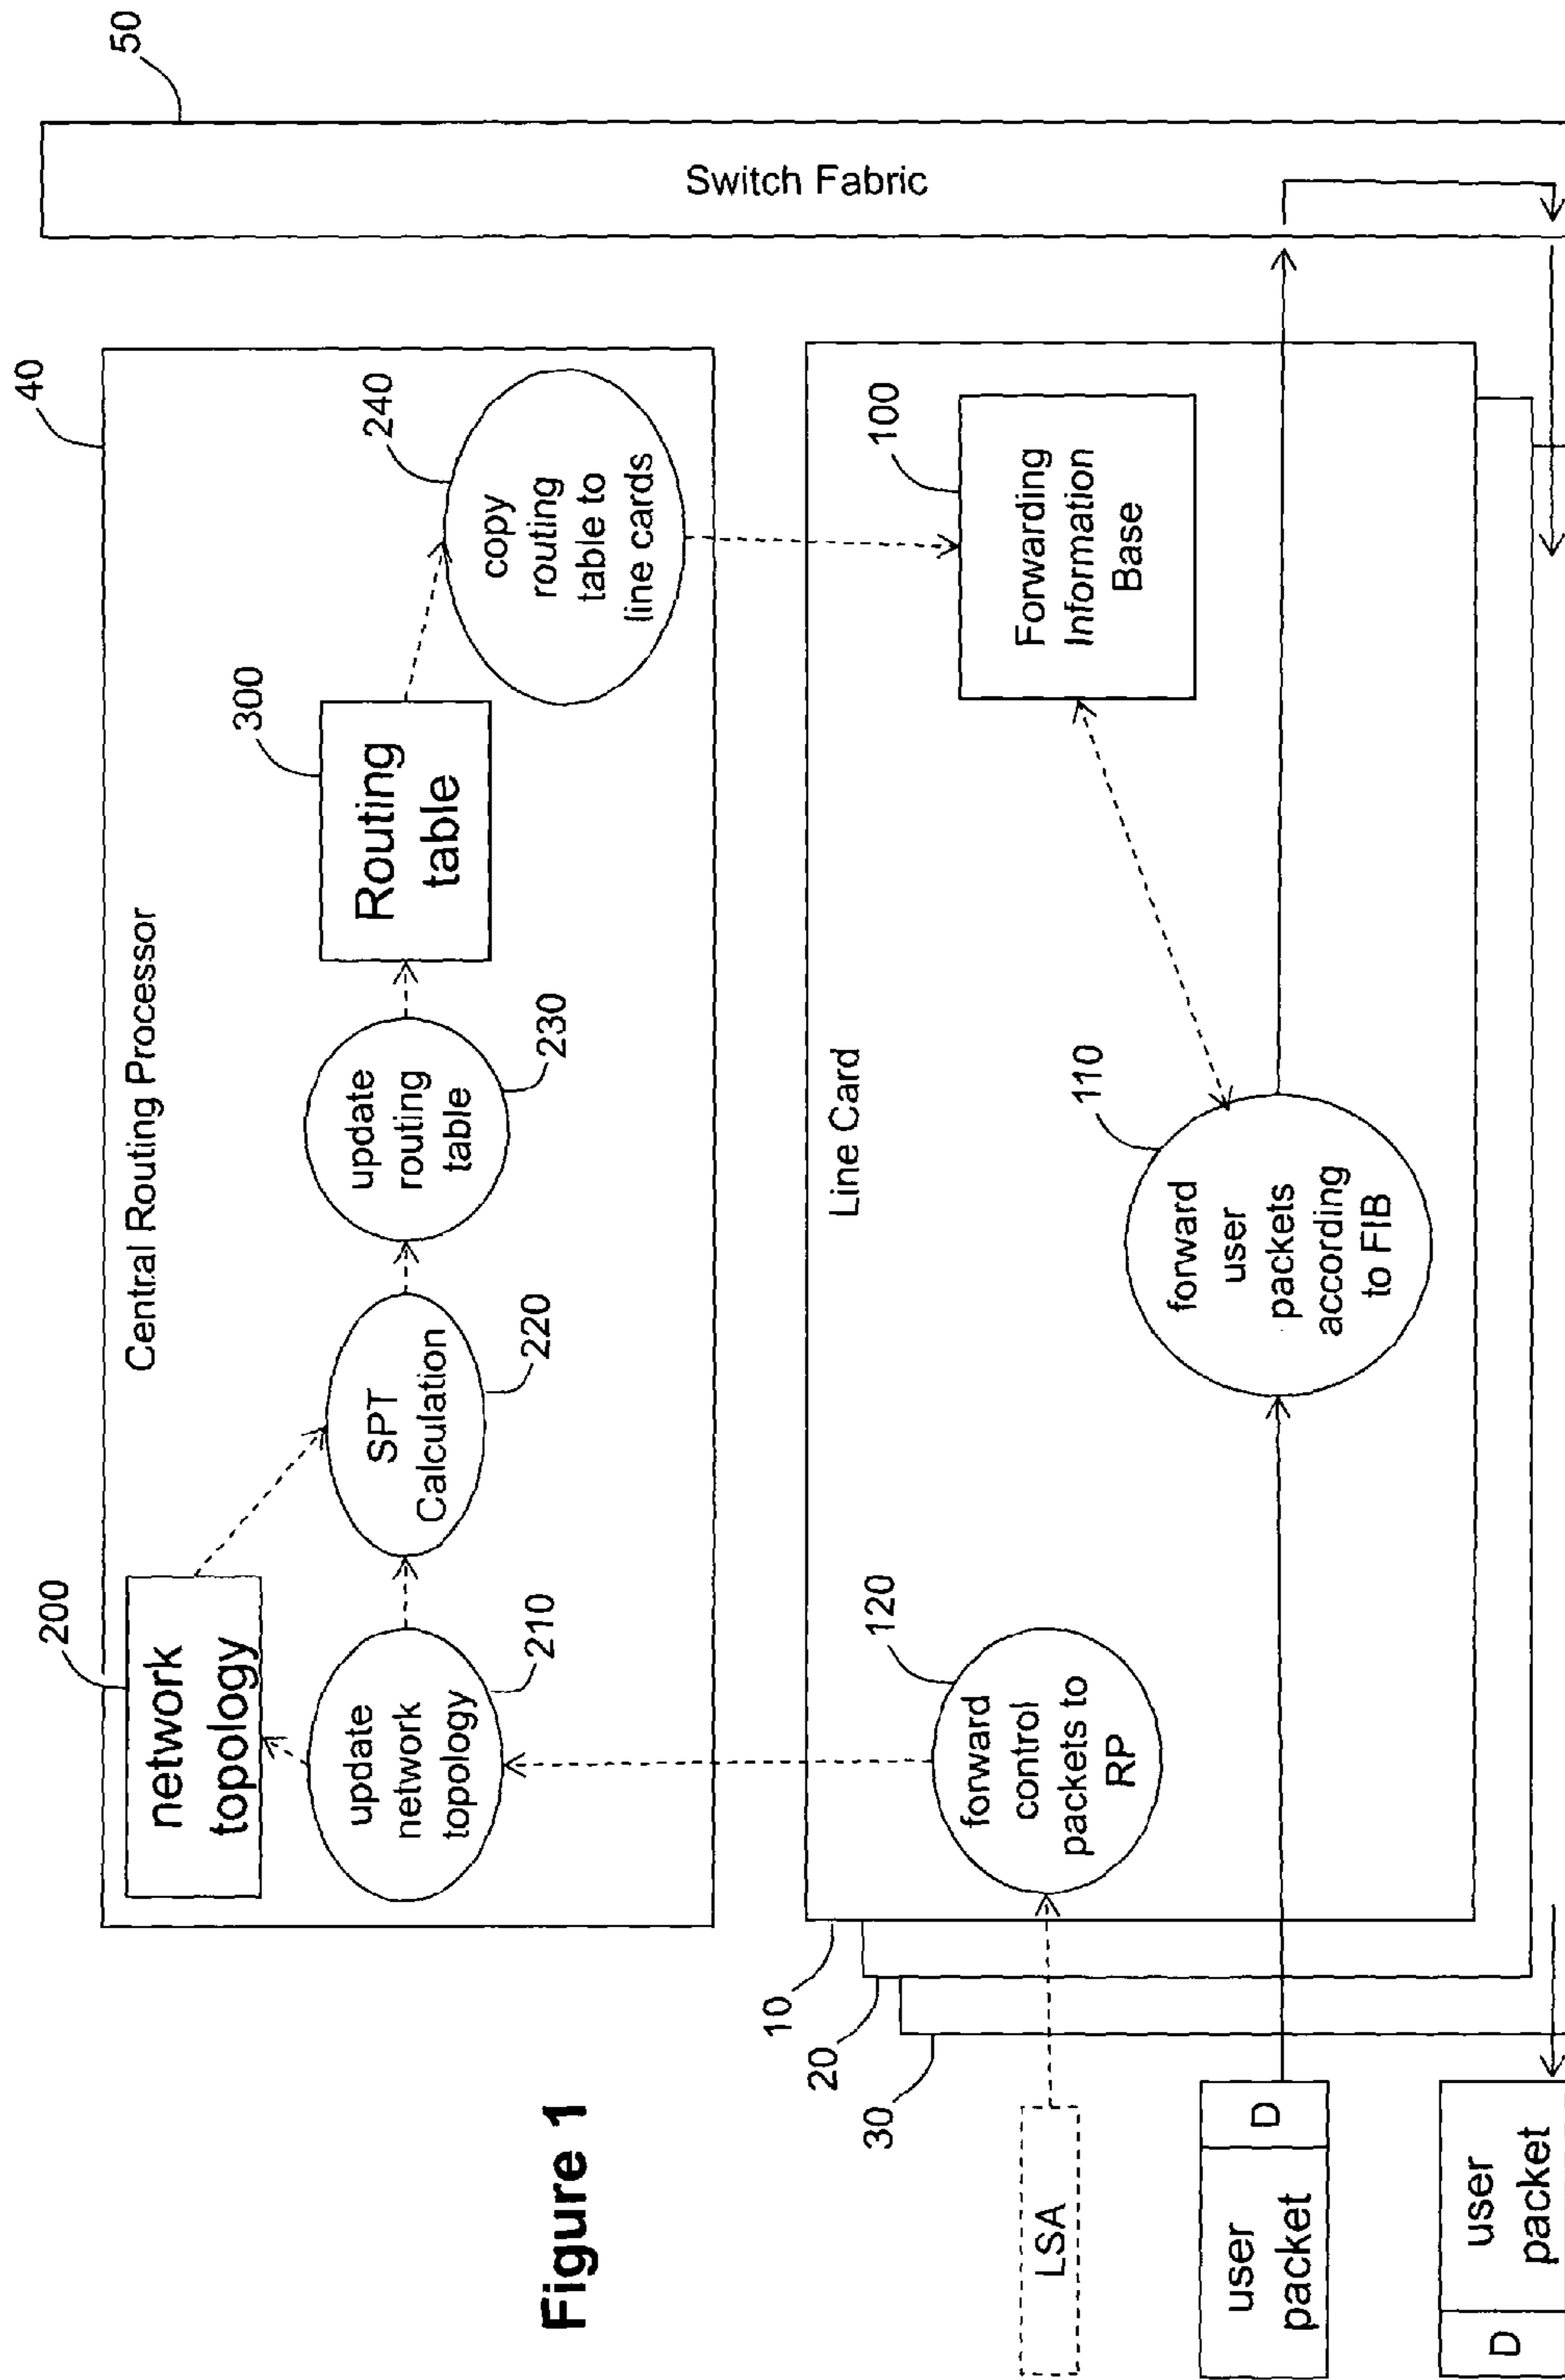 Figure 1
50
Switch Fabric
40
Central Routing Processor
200
network
topology
update
network
topology
210
SPT
Calculation
220
update
routing
table
230
300
Routing
table
240
copy
routing
table to
line cards
Line Card
10
20
30
120
forward
control
packets to
RP
110
forward
user
packets
according
to FIB
100
Forwarding
Information
Base
LSA
user
packet
D
D
user
packet